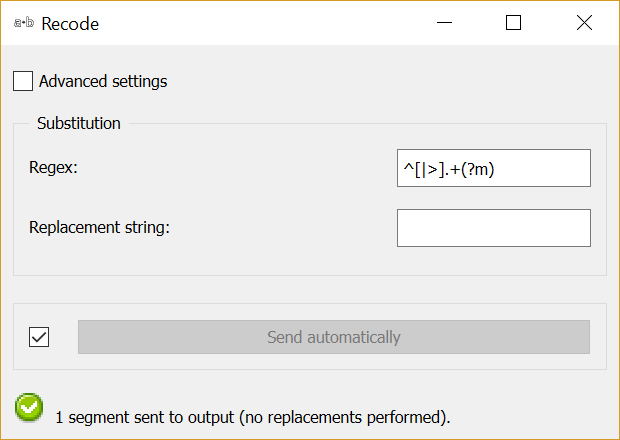 a•b Recode
Advanced settings
Substitution
Regex: ^[|>].+(?m)
Replacement string:
Send automatically
1 segment sent to output (no replacements performed).